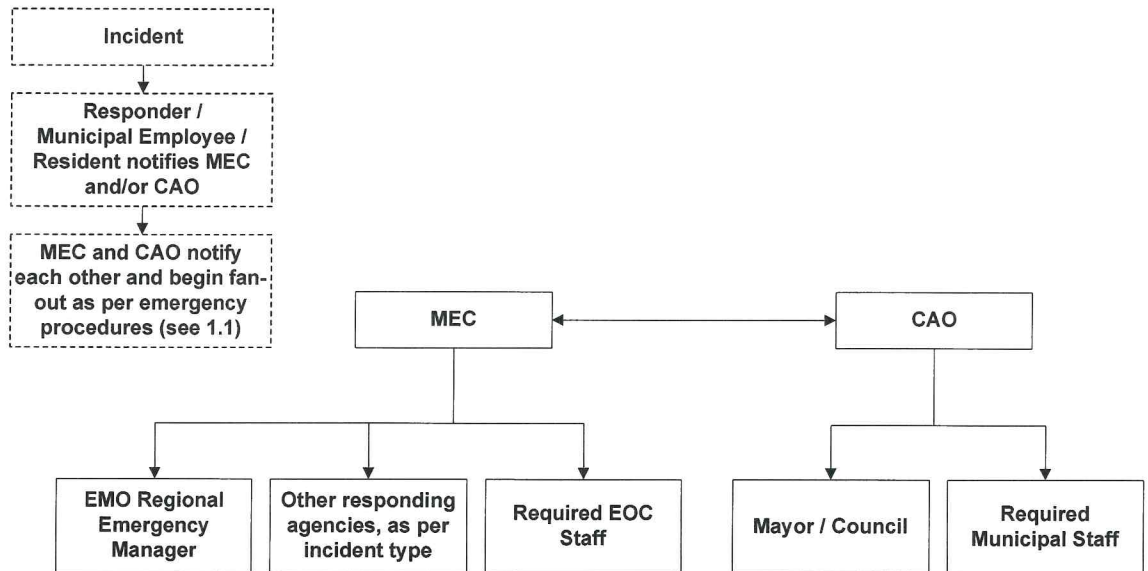 Incident
Responder /
Municipal Employee /
Resident notifies MEC
and/or CAO
MEC and CAO notify
each other and begin fan-
out as per emergency
procedures (see 1.1)
MEC
CAO
EMO Regional
Emergency
Manager
Other responding
agencies, as per
incident type
Required EOC
Staff
Mayor / Council
Required
Municipal Staff